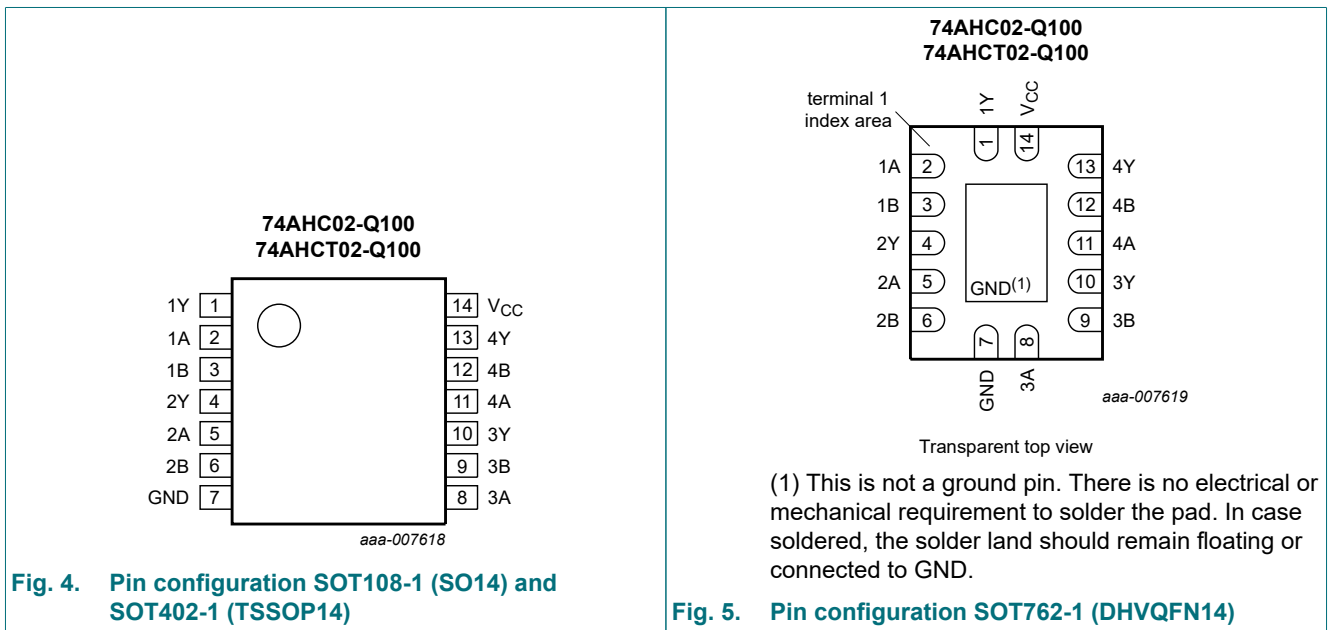 74AHC02-Q100
74AHCT02-Q100
1Y 1
1A 2
1B 3
2Y 4
2A 5
2B 6
GND 7
14 VCC
13 4Y
12 4B
11 4A
10 3Y
9 3B
8 3A
aaa-007618
Fig. 4. Pin configuration SOT108-1 (SO14) and
SOT402-1 (TSSOP14)
74AHC02-Q100
74AHCT02-Q100
terminal 1
index area
1Y
VCC
1
14
1A 2
1B 3
2Y 4
2A 5
2B 6
13 4Y
12 4B
11 4A
10 3Y
9 3B
GND(1)
7
8
GND
3A
aaa-007619
Transparent top view
(1) This is not a ground pin. There is no electrical or
mechanical requirement to solder the pad. In case
soldered, the solder land should remain floating or
connected to GND.
Fig. 5. Pin configuration SOT762-1 (DHVQFN14)